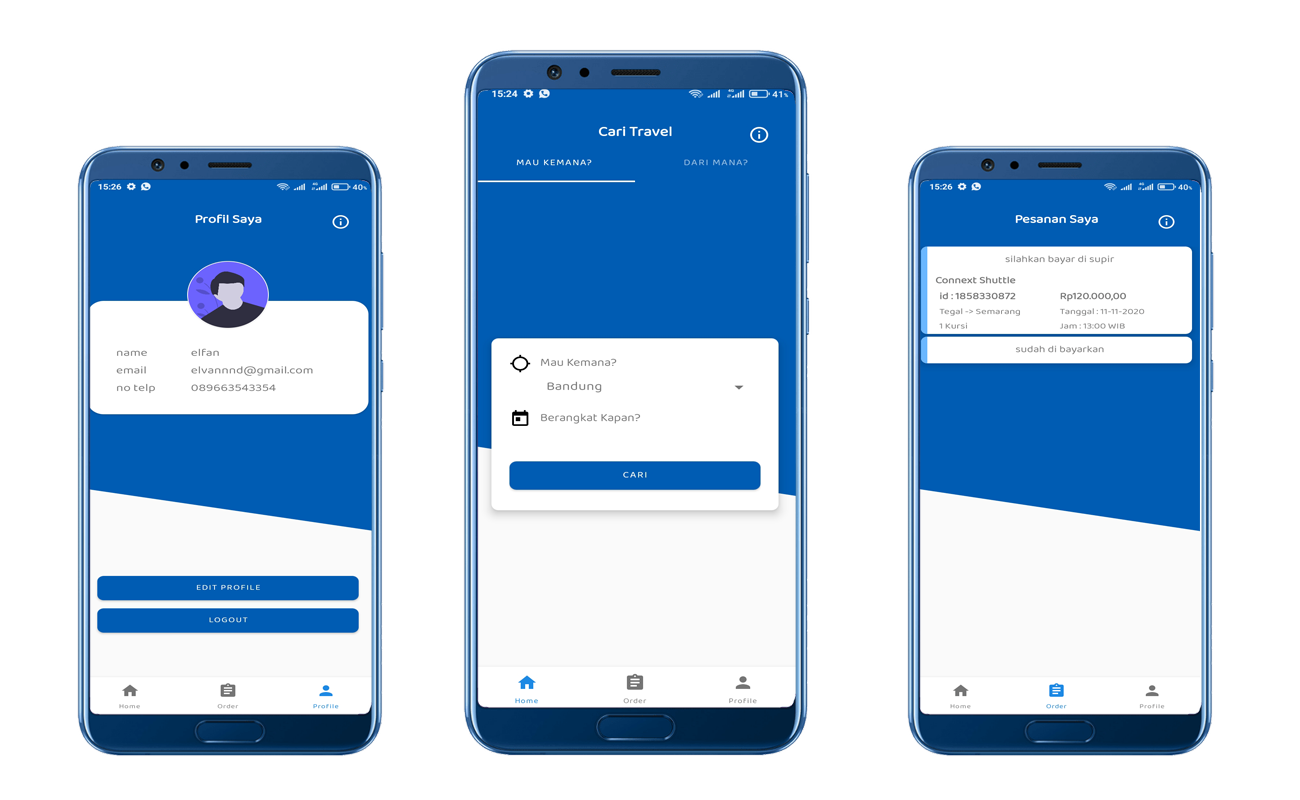 15:26
40%
Profil Saya
name elfan
email elvannnd@gmail.com
no telp 089663543354
EDIT PROFILE
LOGOUT
Home Order Profile
15:24
4G
41%
Cari Travel
MAU KEMANA? DARI MANA?
Mau Kemana?
Bandung
Berangkat Kapan?
CARI
Home Order Profile
15:26
40%
Pesanan Saya
silahkan bayar di supir
Connext Shuttle
id : 1858330872 Rp120.000,00
Tegal -> Semarang Tanggal : 11-11-2020
1 Kursi Jam : 13:00 WIB
sudah di bayarkan
Home Order Profile